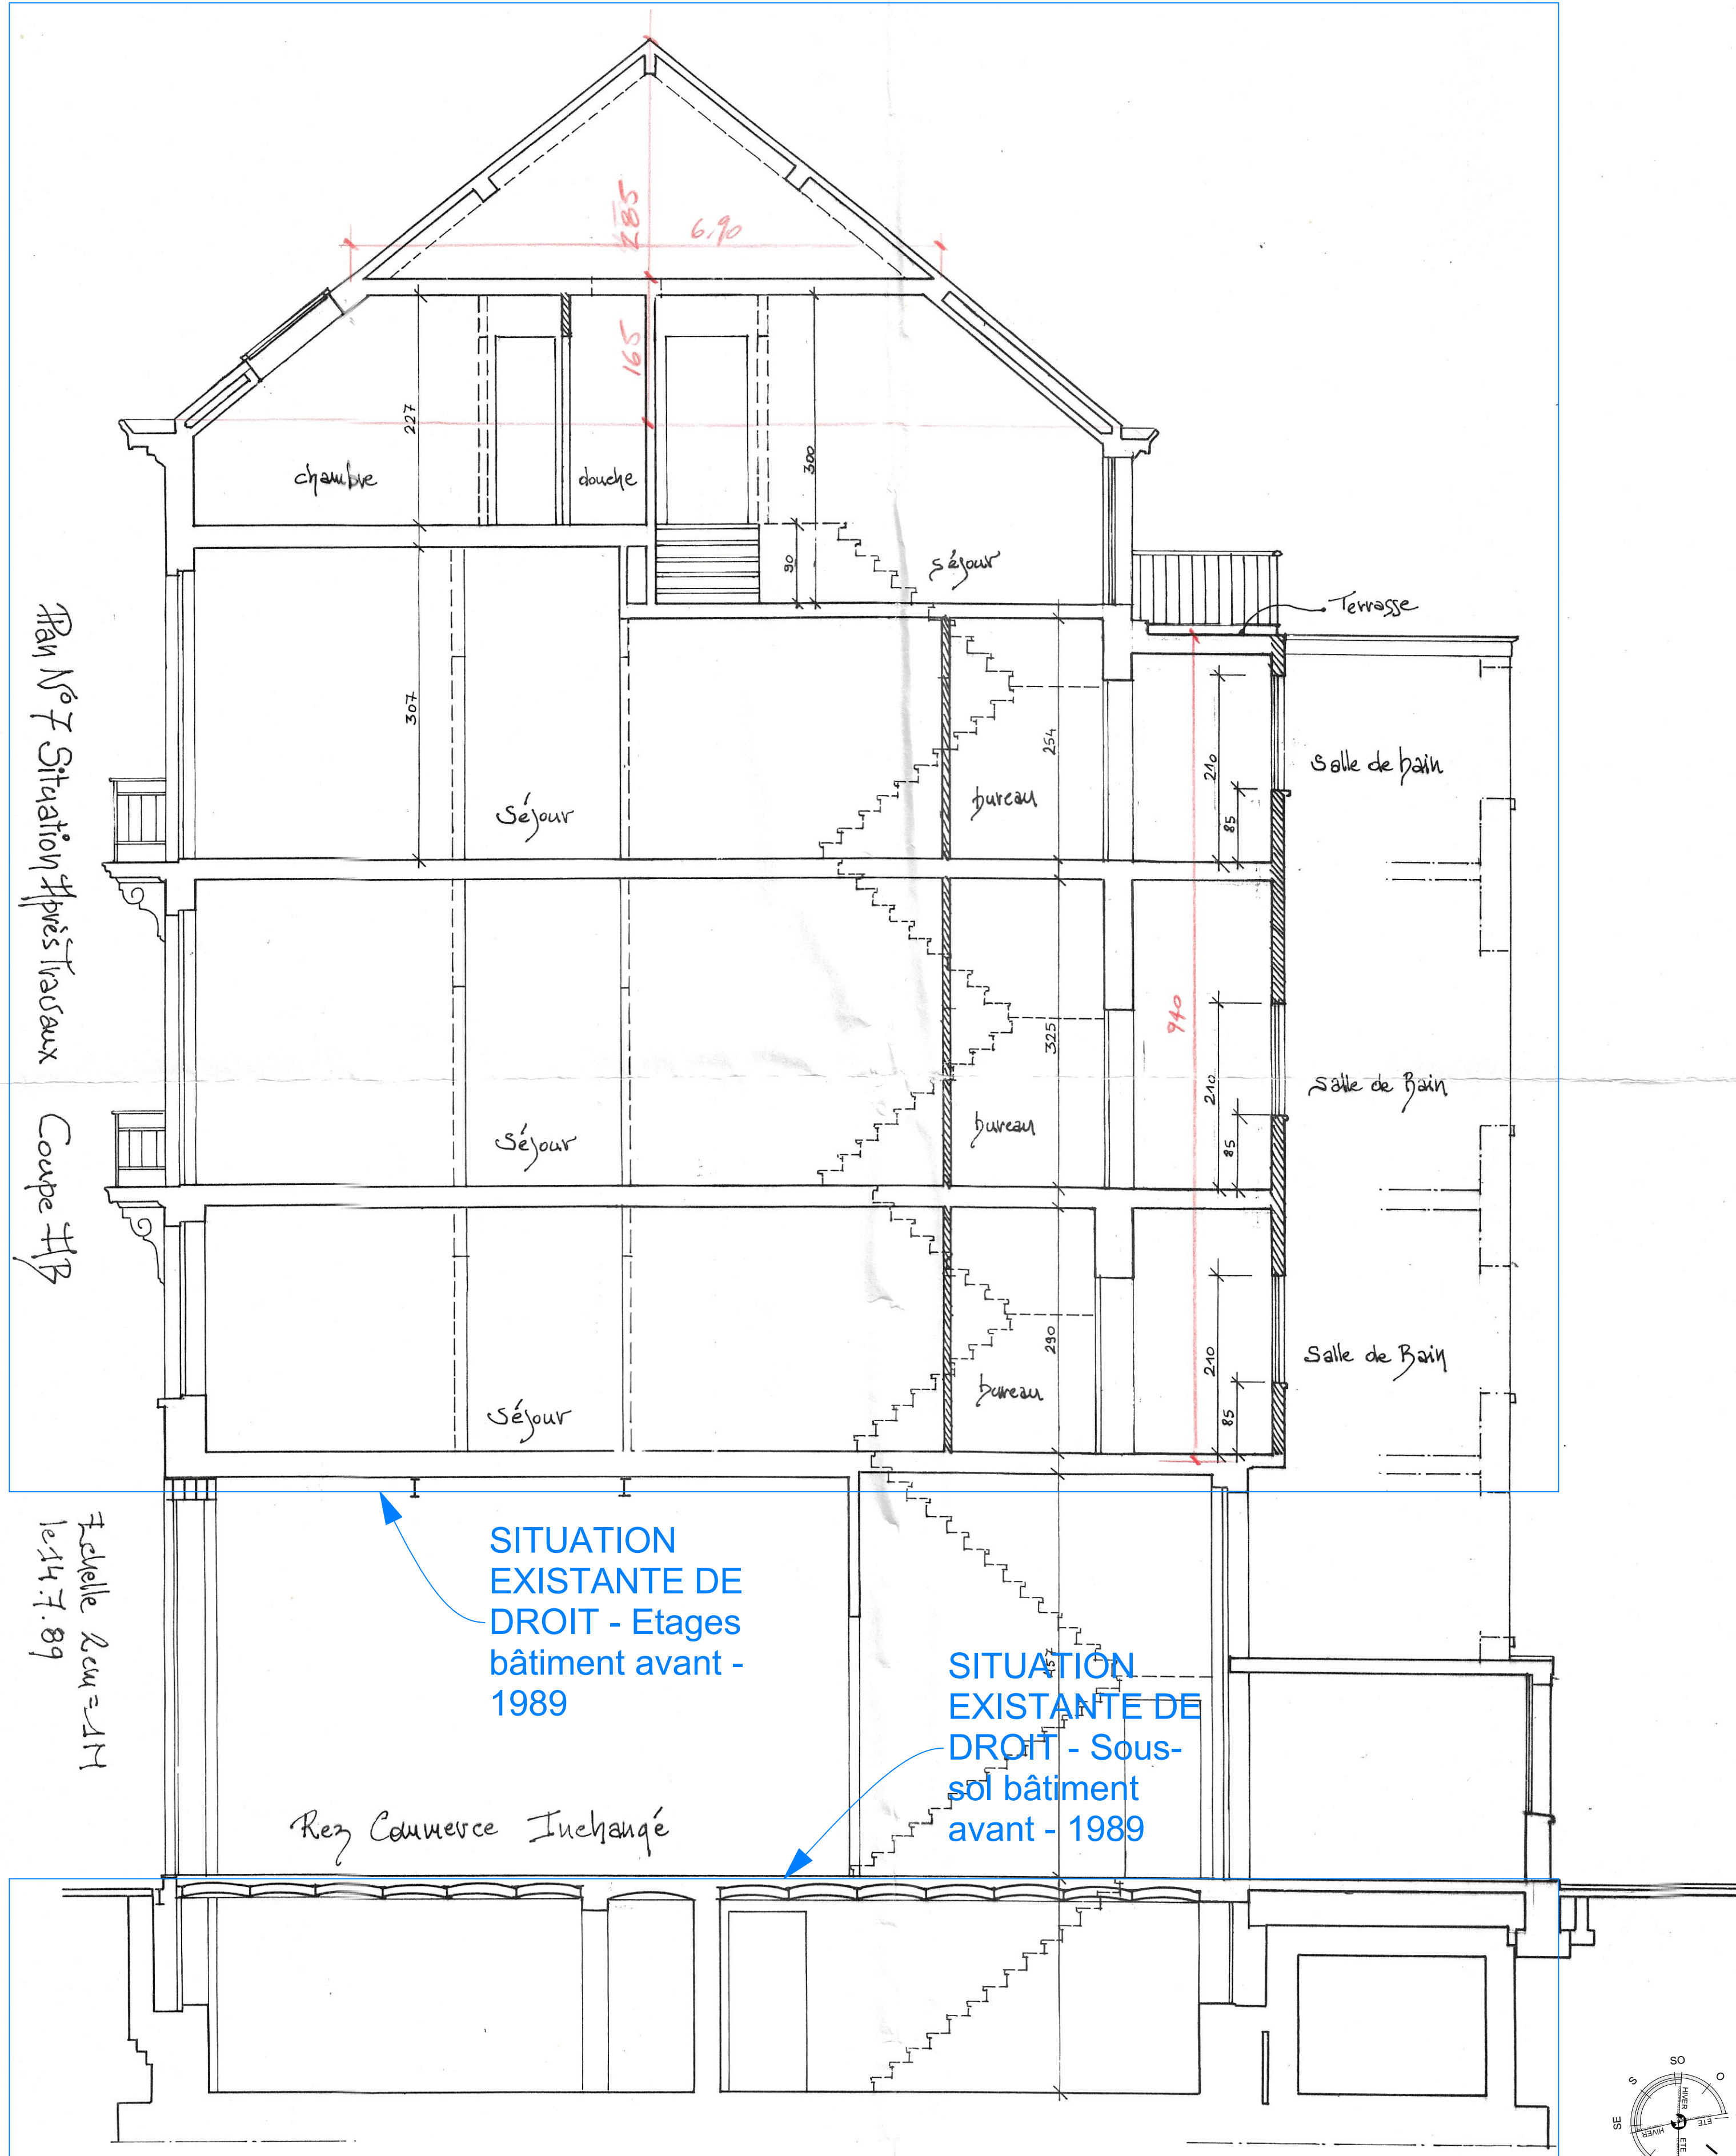 285
6,90
165
227
300
chambre
douche
90
séjour
Terrasse
307
254
210
85
Séjour
bureau
Salle de bain
940
325
210
85
Séjour
bureau
Salle de Bain
290
210
85
Séjour
bureau
Salle de Bain
Plan N° 7 Situation Après Travaux Coupe AB
Echelle 2cm = 1M
le 14.7.89
SITUATION
EXISTANTE DE
DROIT - Etages
bâtiment avant -
1989
SITUATION
EXISTANTE DE
DROIT - Sous-
sol bâtiment
avant - 1989
Rez Commerce Inchangé
SO
S
O
SE
HIVER
ETE
HIVER
ETE